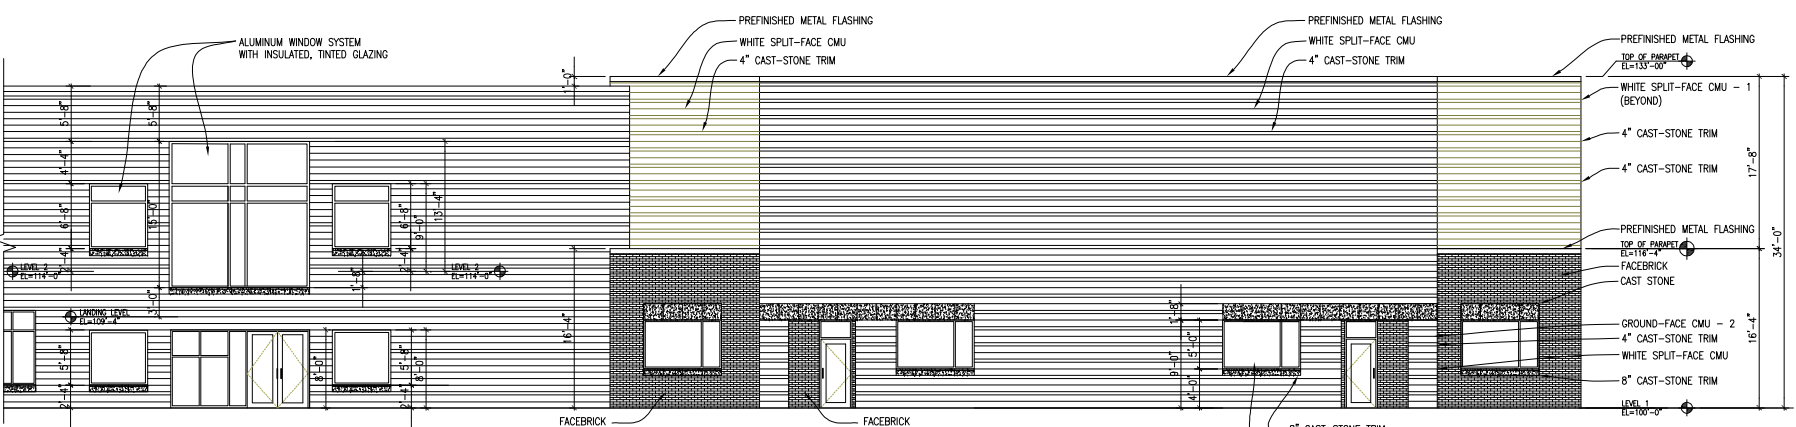 PREFINISHED METAL FLASHING
WHITE SPLIT-FACE CMU
4" CAST-STONE TRIM
PREFINISHED METAL FLASHING
WHITE SPLIT-FACE CMU
4" CAST-STONE TRIM
ALUMINUM WINDOW SYSTEM
WITH INSULATED, TINTED GLAZING
PREFINISHED METAL FLASHING
TOP OF PARAPET
EL=133'-00"
WHITE SPLIT-FACE CMU - 1
(BEYOND)
4" CAST-STONE TRIM
4" CAST-STONE TRIM
1'-0"
5'-8"
5'-8"
4'-4"
6'-8"
15'-0"
6'-8"
9'-0"
13'-4"
17'-8"
34'-0"
PREFINISHED METAL FLASHING
TOP OF PARAPET
EL=116'-4"
FACEBRICK
CAST STONE
LEVEL 2
EL=114'-0"
2'-4"
LEVEL 2
EL=114'-0"
2'-4"
1'-8"
3'-0"
LANDING LEVEL
EL=109'-4"
16'-4"
1'-8"
GROUND-FACE CMU - 2
4" CAST-STONE TRIM
WHITE SPLIT-FACE CMU
8" CAST-STONE TRIM
16'-4"
5'-8"
8'-0"
5'-8"
8'-0"
9'-0"
5'-0"
4'-0"
2'-4"
2'-4"
LEVEL 1
EL=100'-0"
FACEBRICK
FACEBRICK
8" CAST-STONE TRIM